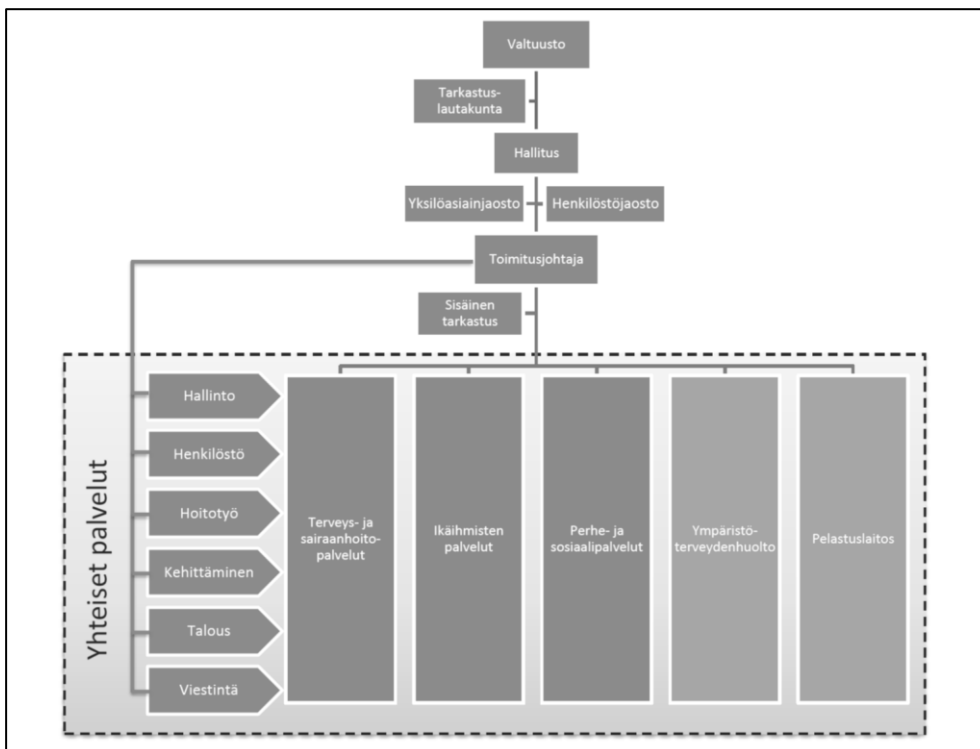 Valtuusto
Tarkastus-
lautakunta
Hallitus
Yksilöasiainjaosto
Henkilöstöjaosto
Toimitusjohtaja
Sisäinen
tarkastus
Yhteiset palvelut
Hallinto
Henkilöstö
Hoitotyö
Kehittäminen
Talous
Viestintä
Terveys- ja
sairaanhoito-
palvelut
Ikäihmisten
palvelut
Perhe- ja
sosiaalipalvelut
Ympäristö-
terveydenhuolto
Pelastuslaitos